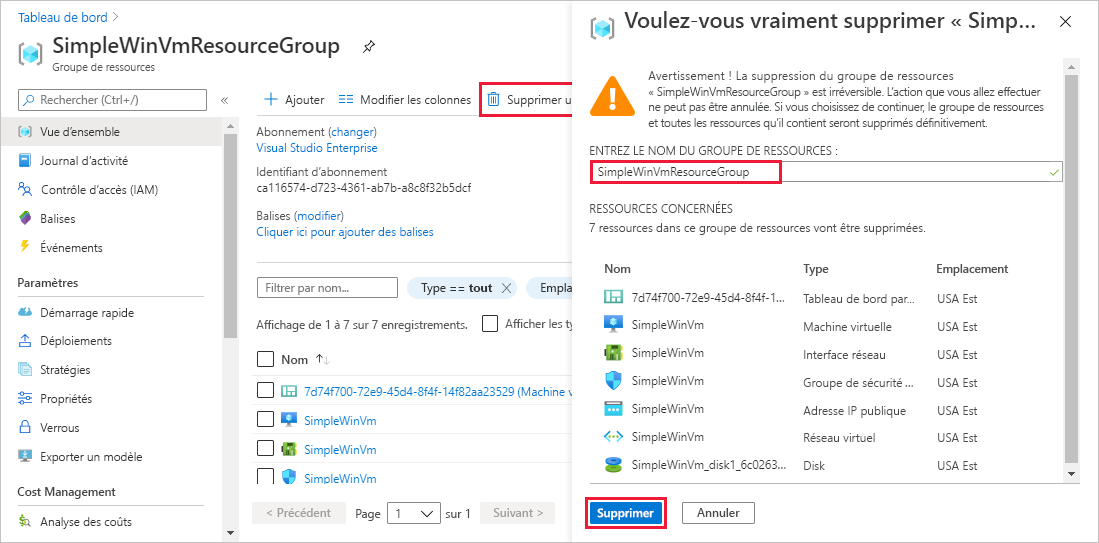 Tableau de bord
SimpleWinVmResourceGroup
Groupe de ressources
Rechercher (Ctrl+/)
«
Vue d'ensemble
Journal d'activité
Contrôle d'accès (IAM)
Balises
Événements
Paramètres
Démarrage rapide
Déploiements
Stratégies
Propriétés
Verrous
Exporter un modèle
Cost Management
Analyse des coûts
Ajouter
Modifier les colonnes
Supprimer u
Abonnement (changer)
Visual Studio Enterprise
Identifiant d'abonnement
ca116574-d723-4361-ab7b-a8c8f32b5dcf
Balises (modifier)
Cliquer ici pour ajouter des balises
Filtrer par nom...
Type == tout
Empla
Affichage de 1 à 7 sur 7 enregistrements.
Afficher les ty
Nom
7d74f700-72e9-45d4-8f4f-14f82aa23529 (Machine v
SimpleWinVm
SimpleWinVm
SimpleWinVm
< Précédent
Page
1
sur 1
Suivant >
Voulez-vous vraiment supprimer « Simp...
Avertissement ! La suppression du groupe de ressources
« SimpleWinVmResourceGroup » est irréversible. L'action que vous allez effectuer
ne peut pas être annulée. Si vous choisissez de continuer, le groupe de ressources
et toutes les ressources qu'il contient seront supprimés définitivement.
ENTREZ LE NOM DU GROUPE DE RESSOURCES :
SimpleWinVmResourceGroup
RESSOURCES CONCERNÉES
7 ressources dans ce groupe de ressources vont être supprimées.
Nom Type Emplacement
7d74f700-72e9-45d4-8f4f-1... Tableau de bord par... USA Est
SimpleWinVm Machine virtuelle USA Est
SimpleWinVm Interface réseau USA Est
SimpleWinVm Groupe de sécurité ... USA Est
SimpleWinVm Adresse IP publique USA Est
SimpleWinVm Réseau virtuel USA Est
SimpleWinVm_disk1_6c0263... Disk USA Est
Supprimer
Annuler